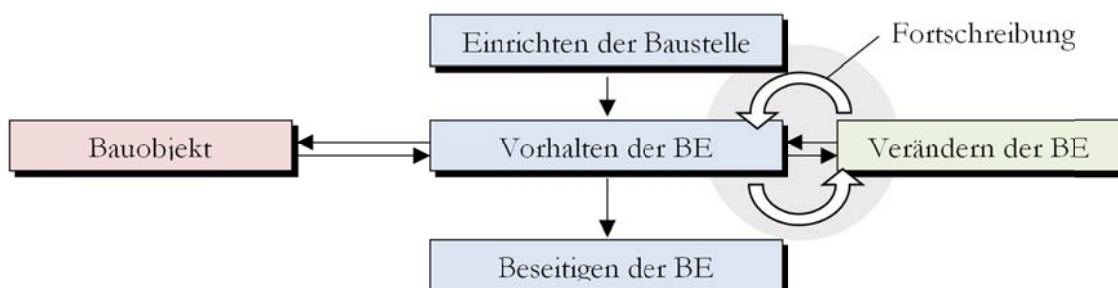 Einrichten der Baustelle
Fortschreibung
Bauobjekt
Vorhalten der BE
Verändern der BE
Beseitigen der BE